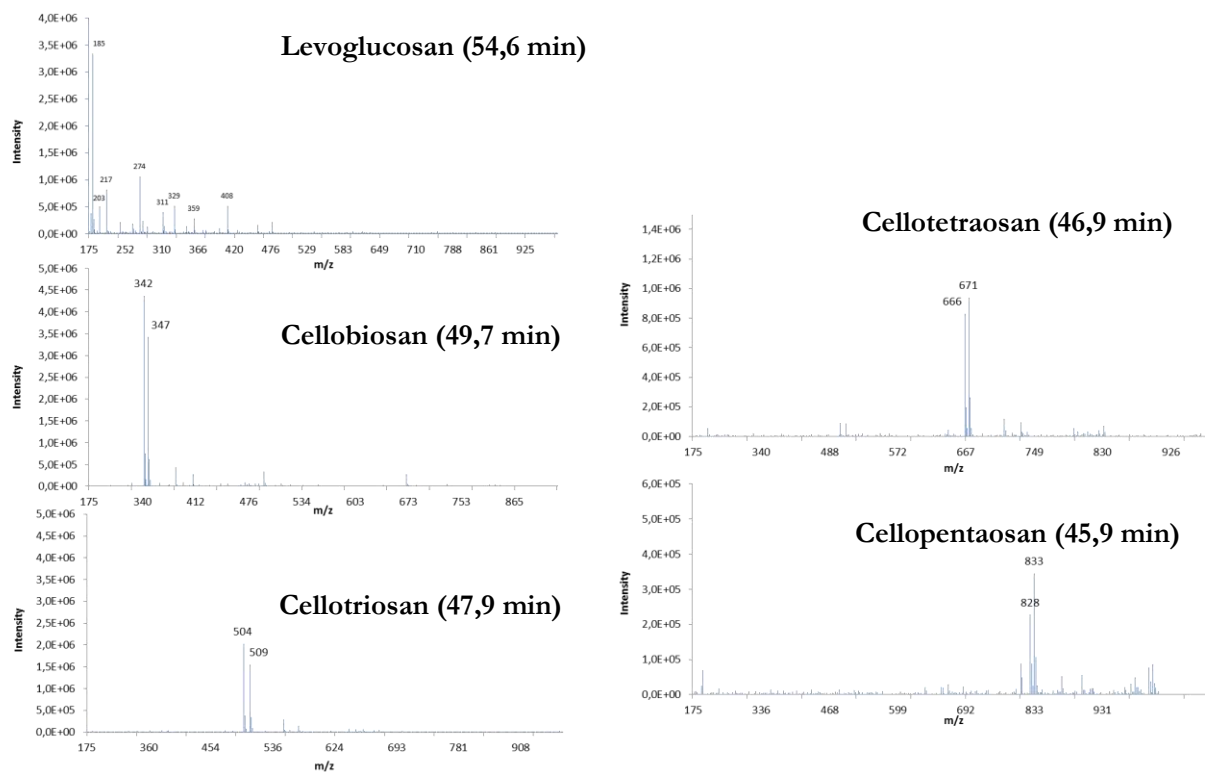 4,0E+06
3,5E+06
3,0E+06
2,5E+06
2,0E+06
1,5E+06
1,0E+06
5,0E+05
0,0E+00
Intensity
185
203
217
274
311
329
359
408
Levoglucosan (54,6 min)
175 252 310 366 420 476 529 583 649 710 788 861 925
m/z
5,0E+06
4,5E+06
4,0E+06
3,5E+06
3,0E+06
2,5E+06
2,0E+06
1,5E+06
1,0E+06
5,0E+05
0,0E+00
Intensity
342
347
Cellobiosan (49,7 min)
175 340 412 476 534 603 673 753 865
m/z
5,0E+06
4,5E+06
4,0E+06
3,5E+06
3,0E+06
2,5E+06
2,0E+06
1,5E+06
1,0E+06
5,0E+05
0,0E+00
Intensity
504
509
Cellotriosan (47,9 min)
175 360 454 536 624 693 781 908
m/z
1,4E+06
1,2E+06
1,0E+06
8,0E+05
6,0E+05
4,0E+05
2,0E+05
0,0E+00
Intensity
671
666
Cellotetraosan (46,9 min)
175 340 488 572 667 749 830 926
m/z
6,0E+05
5,0E+05
4,0E+05
3,0E+05
2,0E+05
1,0E+05
0,0E+00
Intensity
833
828
Cellopentaosan (45,9 min)
175 336 468 599 692 833 931
m/z